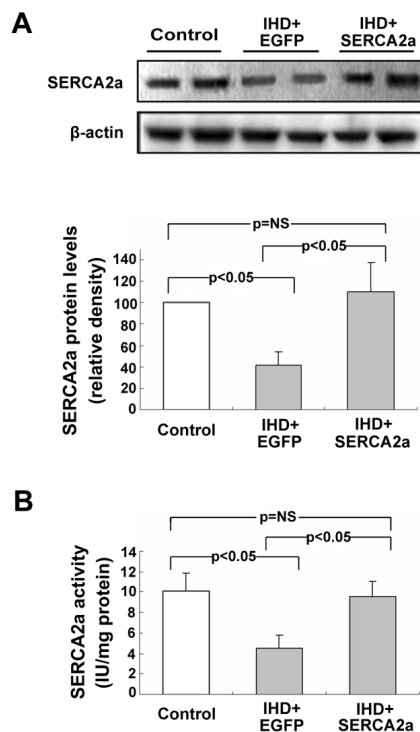 A
Control
IHD+
EGFP
IHD+
SERCA2a
SERCA2a
β-actin
p=NS
p<0.05
p<0.05
140
120
100
80
60
40
20
0
SERCA2a protein levels
(relative density)
Control
IHD+
EGFP
IHD+
SERCA2a
B
p=NS
p<0.05
p<0.05
14
12
10
8
6
4
2
0
SERCA2a activity
(IU/mg protein)
Control
IHD+
EGFP
IHD+
SERCA2a